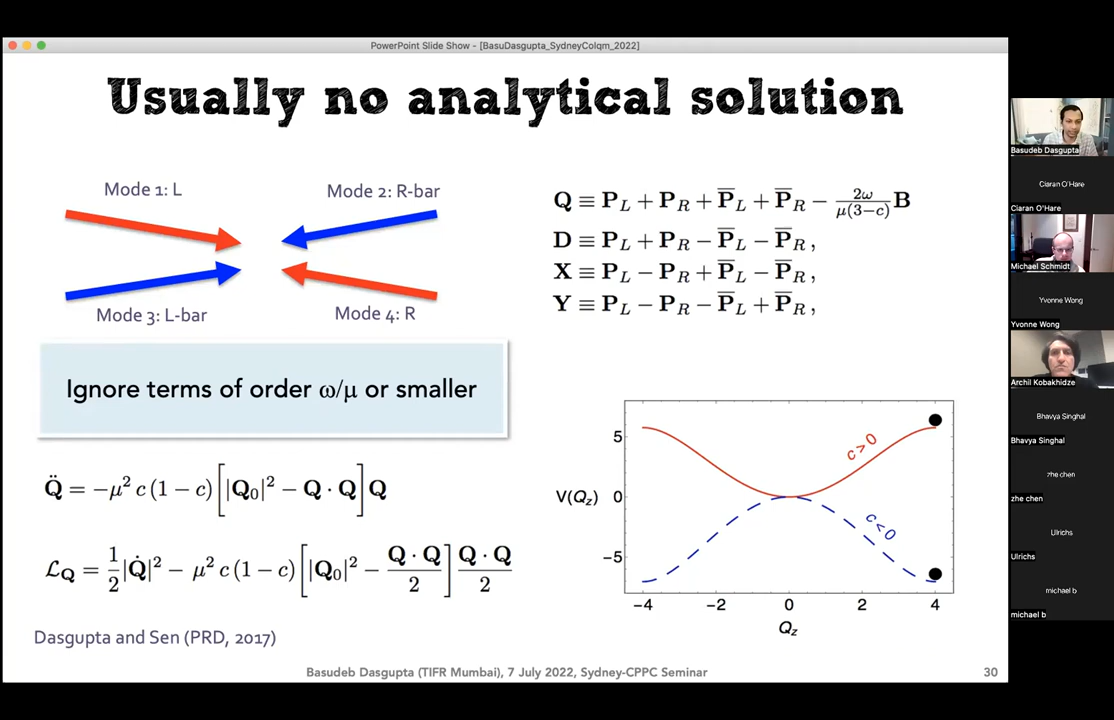 PowerPoint Slide Show - [BasuDasgupta_SydneyColqm_2022]
Usually no analytical solution
Mode 1: L
Mode 2: R-bar
Mode 3: L-bar
Mode 4: R
Q ≡ P_L + P_R + P̅_L + P̅_R − 2ω/μ(3−c) B
D ≡ P_L + P_R − P̅_L − P̅_R ,
X ≡ P_L − P_R + P̅_L − P̅_R ,
Y ≡ P_L − P_R − P̅_L + P̅_R ,
Ignore terms of order ω/μ or smaller
Q̈ = −μ² c (1 − c) [|Q₀|² − Q · Q] Q
ℒ_Q = 1/2 |Q̇|² − μ² c (1 − c) [|Q₀|² − Q · Q/2] Q · Q/2
5
0
−5
V(Q_z)
c>0
c<0
−4 −2 0 2 4
Q_z
Dasgupta and Sen (PRD, 2017)
Basudeb Dasgupta (TIFR Mumbai), 7 July 2022, Sydney-CPPC Seminar
30
Basudeb Dasgupta
Ciaran O'Hare
Ciaran O'Hare
Michael Schmidt
Yvonne Wong
Yvonne Wong
Archil Kobakhidze
Bhavya Singhal
Bhavya Singhal
zhe chen
zhe chen
Ulrichs
Ulrichs
michael b
michael b